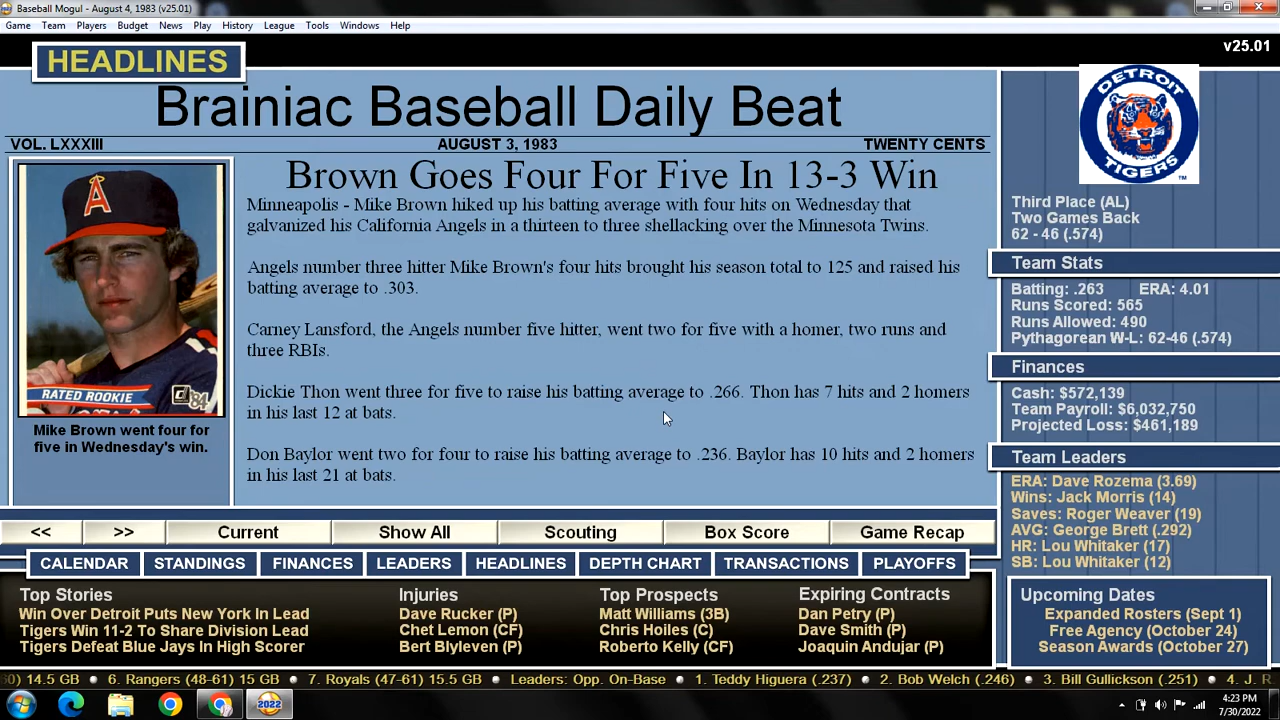 Baseball Mogul - August 4, 1983 (v25.01)
Game Team Players Budget News Play History League Tools Windows Help
HEADLINES
v25.01
Brainiac Baseball Daily Beat
VOL. LXXXIII AUGUST 3, 1983 TWENTY CENTS
Brown Goes Four For Five In 13-3 Win
Minneapolis - Mike Brown hiked up his batting average with four hits on Wednesday that
galvanized his California Angels in a thirteen to three shellacking over the Minnesota Twins.
Angels number three hitter Mike Brown's four hits brought his season total to 125 and raised his
batting average to .303.
Carney Lansford, the Angels number five hitter, went two for five with a homer, two runs and
three RBIs.
Dickie Thon went three for five to raise his batting average to .266. Thon has 7 hits and 2 homers
in his last 12 at bats.
Don Baylor went two for four to raise his batting average to .236. Baylor has 10 hits and 2 homers
in his last 21 at bats.
A
RATED ROOKIE
'84
Mike Brown went four for
five in Wednesday's win.
DETROIT
TIGERS
Third Place (AL)
Two Games Back
62 - 46 (.574)
Team Stats
Batting: .263 ERA: 4.01
Runs Scored: 565
Runs Allowed: 490
Pythagorean W-L: 62-46 (.574)
Finances
Cash: $572,139
Team Payroll: $6,032,750
Projected Loss: $461,189
Team Leaders
ERA: Dave Rozema (3.69)
Wins: Jack Morris (14)
Saves: Roger Weaver (19)
AVG: George Brett (.292)
HR: Lou Whitaker (17)
SB: Lou Whitaker (12)
<< >> Current Show All Scouting Box Score Game Recap
CALENDAR STANDINGS FINANCES LEADERS HEADLINES DEPTH CHART TRANSACTIONS PLAYOFFS
Top Stories
Win Over Detroit Puts New York In Lead
Tigers Win 11-2 To Share Division Lead
Tigers Defeat Blue Jays In High Scorer
Injuries
Dave Rucker (P)
Chet Lemon (CF)
Bert Blyleven (P)
Top Prospects
Matt Williams (3B)
Chris Hoiles (C)
Roberto Kelly (CF)
Expiring Contracts
Dan Petry (P)
Dave Smith (P)
Joaquin Andujar (P)
Upcoming Dates
Expanded Rosters (Sept 1)
Free Agency (October 24)
Season Awards (October 27)
60) 14.5 GB • 6. Rangers (48-61) 15 GB • 7. Royals (47-61) 15.5 GB • Leaders: Opp. On-Base • 1. Teddy Higuera (.237) • 2. Bob Welch (.246) • 3. Bill Gullickson (.251) • 4. J. R.
2022
4:23 PM
7/30/2022